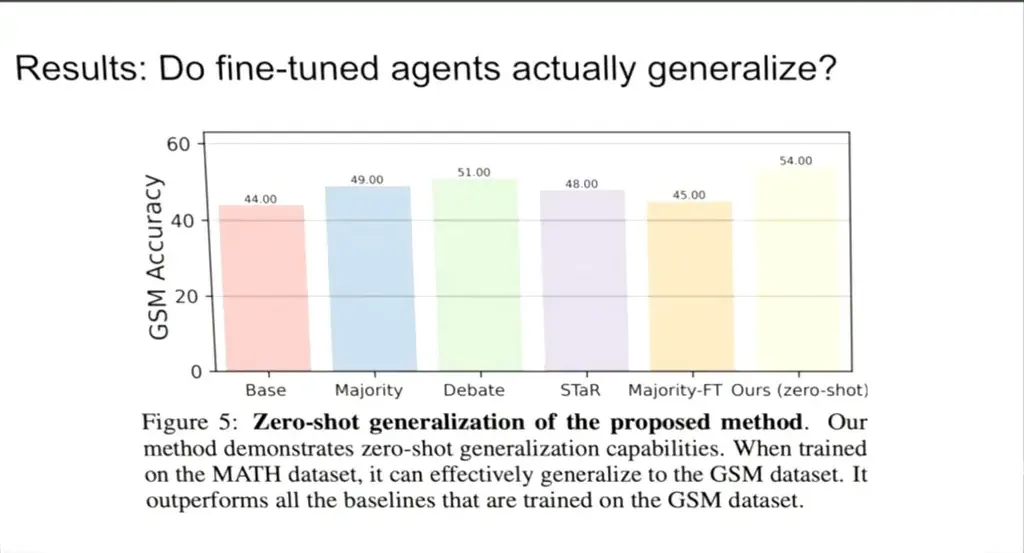 Results: Do fine-tuned agents actually generalize?
GSM Accuracy
60
40
20
0
44.00
49.00
51.00
48.00
45.00
54.00
Base
Majority
Debate
STaR
Majority-FT
Ours (zero-shot)
Figure 5: Zero-shot generalization of the proposed method. Our
method demonstrates zero-shot generalization capabilities. When trained
on the MATH dataset, it can effectively generalize to the GSM dataset. It
outperforms all the baselines that are trained on the GSM dataset.